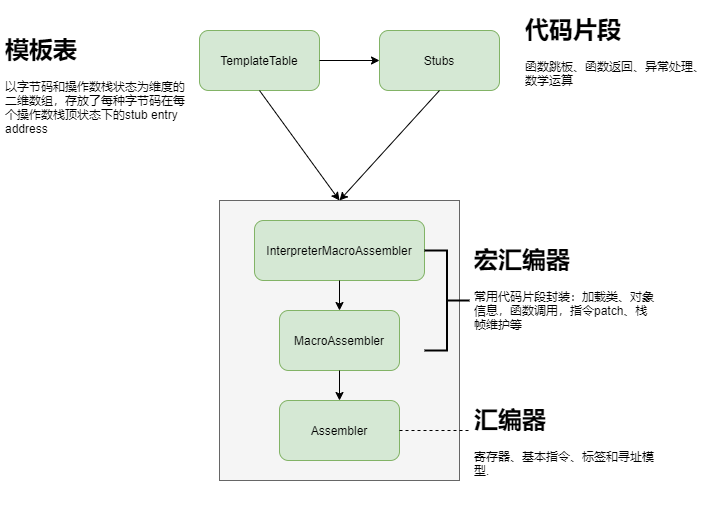 模板表
以字节码和操作数栈状态为维度的
二维数组，存放了每种字节码在每
个操作数栈顶状态下的stub entry
address
TemplateTable
Stubs
代码片段
函数跳板、函数返回、异常处理、
数学运算
InterpreterMacroAssembler
MacroAssembler
宏汇编器
常用代码片段封装：加载类、对象
信息，函数调用，指令patch、栈
帧维护等
Assembler
汇编器
寄存器、基本指令、标签和寻址模
型.